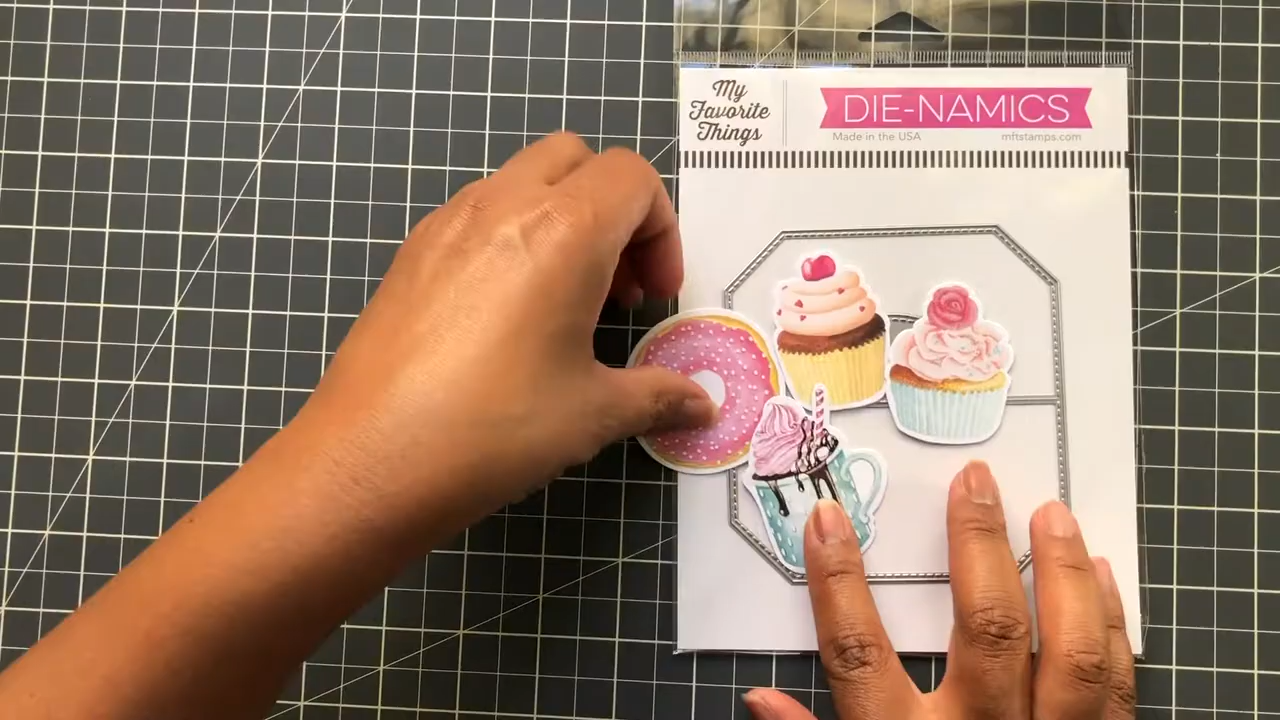 My
Favorite
Things
DIE-NAMICS
Made in the USA
mftstamps.com